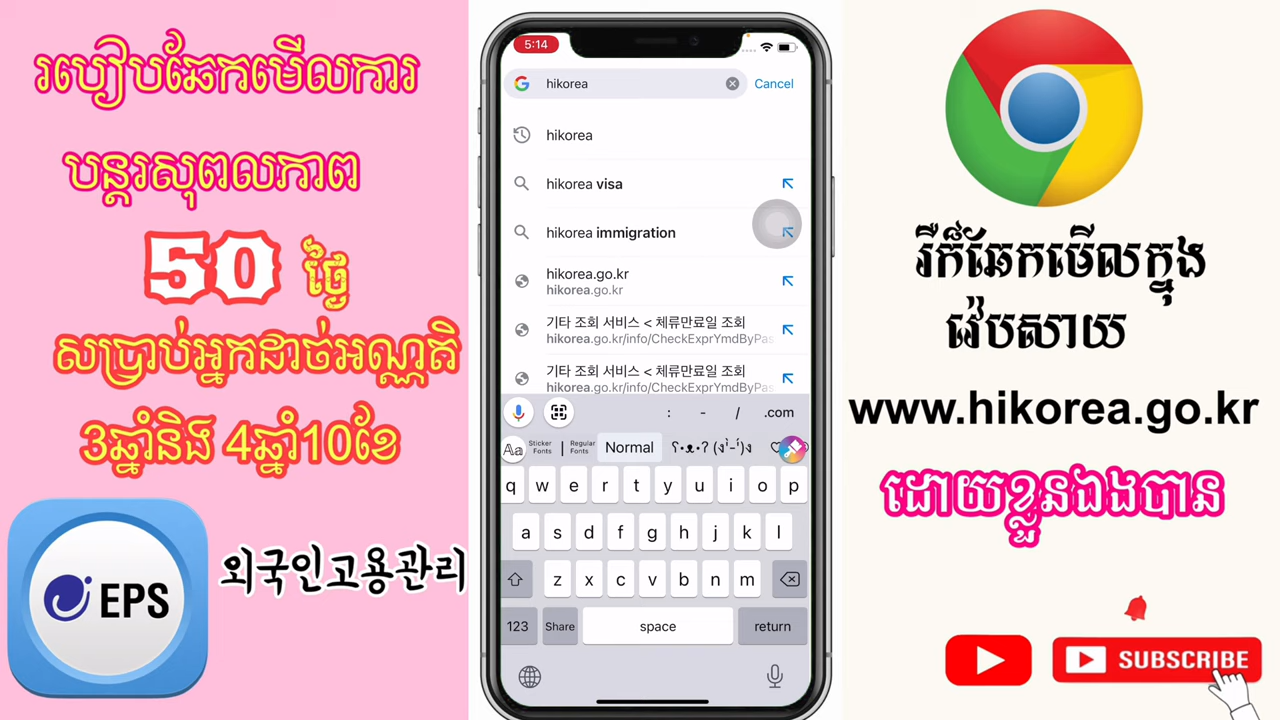 របៀបឆែកមើលការ
បន្តរសុពលភាព
50 ថ្ងៃ
សម្រាប់អ្នកដាច់អណ្ណតិ
3ឆ្នាំនិង 4ឆ្នាំ10ខែ
EPS
외국인고용관리
5:14
hikorea
Cancel
hikorea
hikorea visa
hikorea immigration
hikorea.go.kr
hikorea.go.kr
기타 조회 서비스 < 체류만료일 조회
hikorea.go.kr/info/CheckExprYmdByPas
기타 조회 서비스 < 체류만료일 조회
hikorea.go.kr/info/CheckExprYmdByPas
: - / .com
Aa Sticker Fonts Regular Fonts Normal ʕ•ᴥ•ʔ (ง'̀-'́)ง
q w e r t y u i o p
a s d f g h j k l
z x c v b n m
123 Share space return
រឺក៏ឆែកមើលក្នុង
វ៉េបសាយ
www.hikorea.go.kr
ដោយខ្លួនឯងបាន
SUBSCRIBE